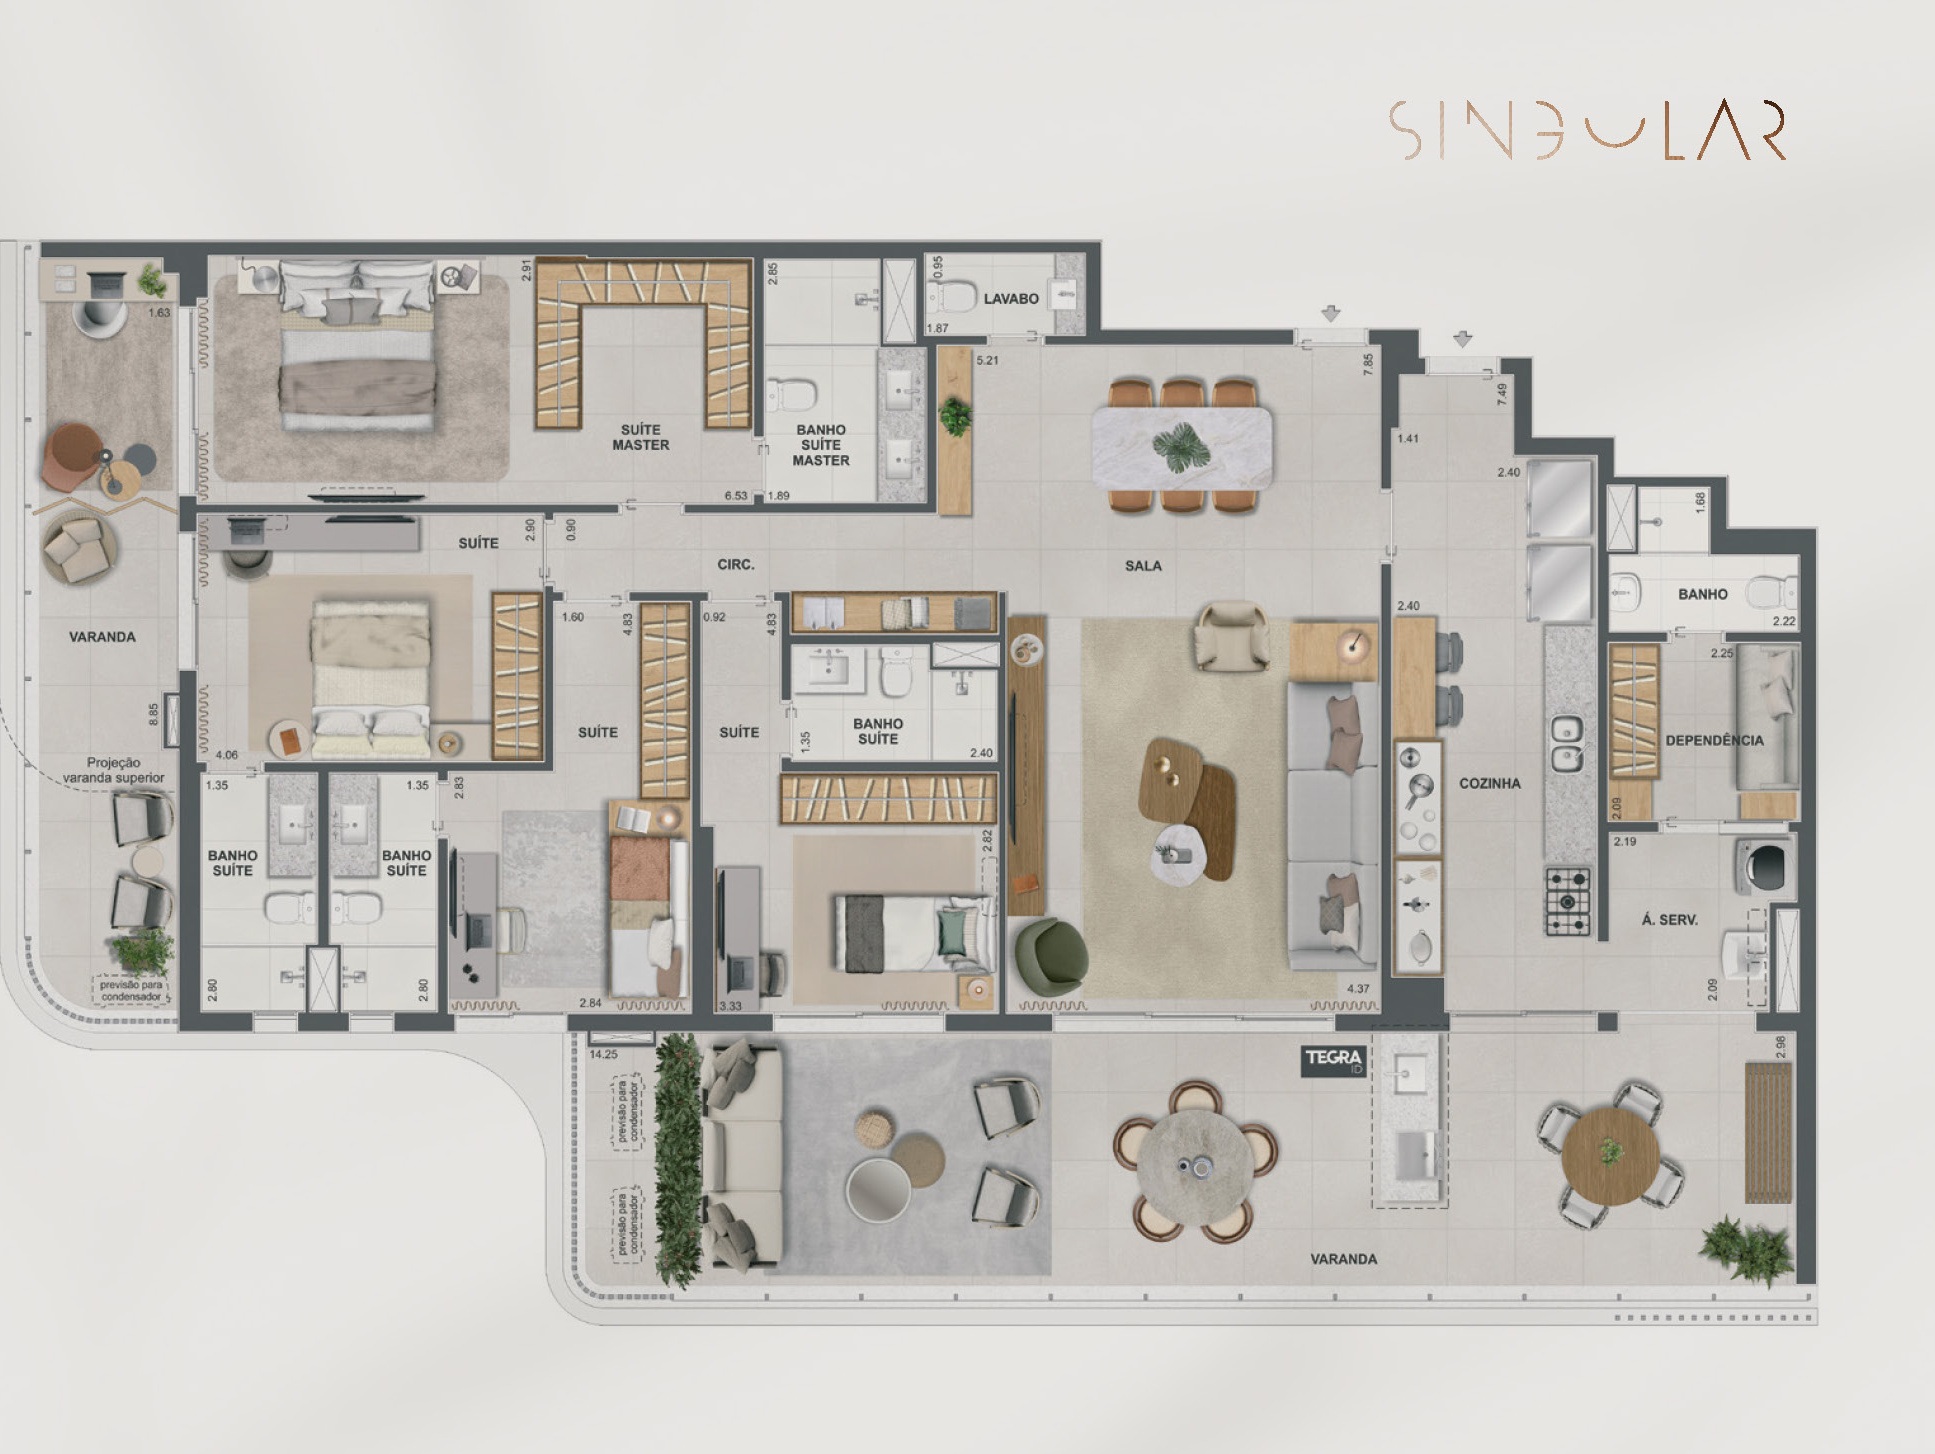 SINGULAR
2.91
2.85
0.95
LAVABO
1.87
1.63
SUÍTE
MASTER
BANHO
SUÍTE
MASTER
6.53
1.89
5.21
7.85
7.49
1.41
2.40
1.68
SUÍTE
2.90
0.90
CIRC.
SALA
BANHO
2.22
VARANDA
8.85
Projeção
varanda superior
4.06
1.60
4.83
0.92
4.83
SUÍTE
SUÍTE
BANHO
SUÍTE
1.35
2.40
2.40
2.25
DEPENDÊNCIA
COZINHA
2.09
1.35
1.35
2.83
BANHO
SUÍTE
BANHO
SUÍTE
2.82
2.19
Á. SERV.
previsão para
condensador
2.80
2.80
2.84
3.33
4.37
2.09
14.25
TEGRA
ID
2.98
previsão para
condensador
previsão para
condensador
VARANDA